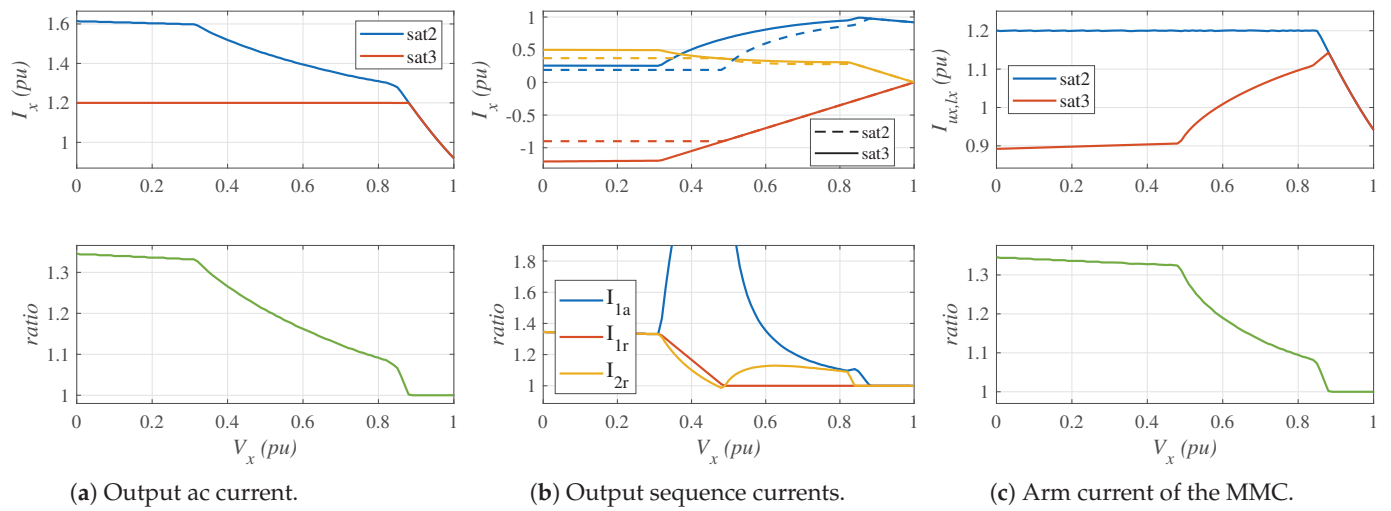 1.6
1.4
1.2
1
I_x (pu)
sat2
sat3
0 0.2 0.4 0.6 0.8 1
1
0.5
0
-0.5
-1
I_x (pu)
sat2
sat3
0 0.2 0.4 0.6 0.8 1
1.2
1.1
1
0.9
I_ux,lx (pu)
sat2
sat3
0 0.2 0.4 0.6 0.8 1
1.3
1.2
1.1
1
ratio
0 0.2 0.4 0.6 0.8 1
V_x (pu)
1.8
1.6
1.4
1.2
1
ratio
I_1a
I_1r
I_2r
0 0.2 0.4 0.6 0.8 1
V_x (pu)
1.3
1.2
1.1
1
ratio
0 0.2 0.4 0.6 0.8 1
V_x (pu)
(a) Output ac current.
(b) Output sequence currents.
(c) Arm current of the MMC.